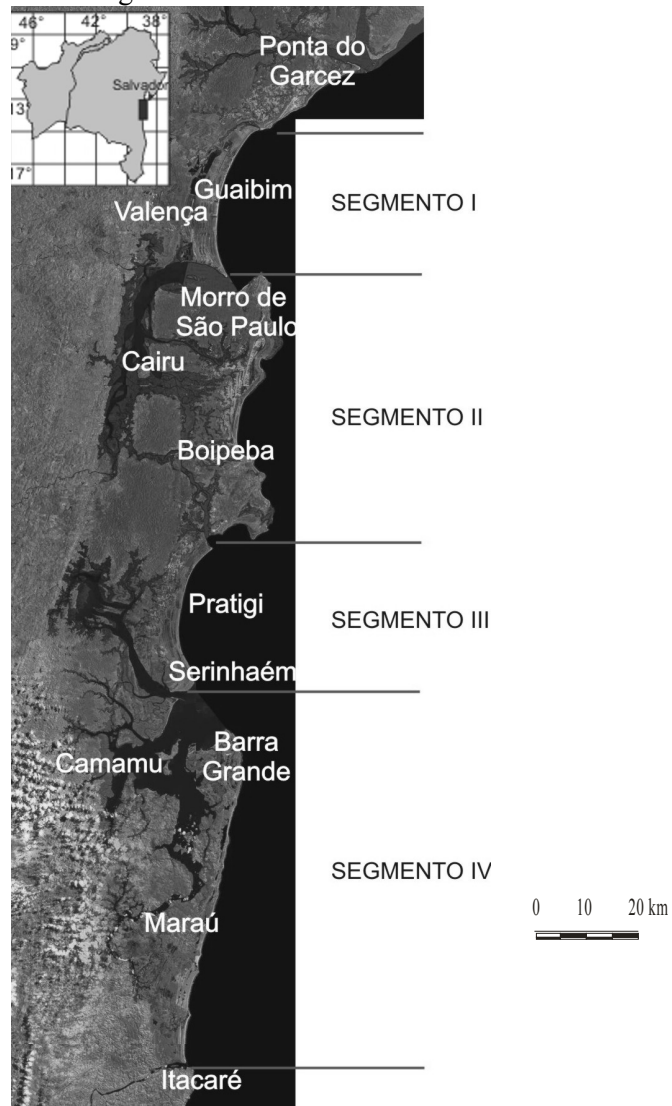 46° 42° 38°
9°
Salvador
13
17°
Ponta do
Garcez
Guaibim
Valença
SEGMENTO I
Morro de
São Paulo
Cairu
SEGMENTO II
Boipeba
Pratigi
SEGMENTO III
Serinhaém
Barra
Grande
Camamu
SEGMENTO IV
0 10 20 km
Maraú
Itacaré